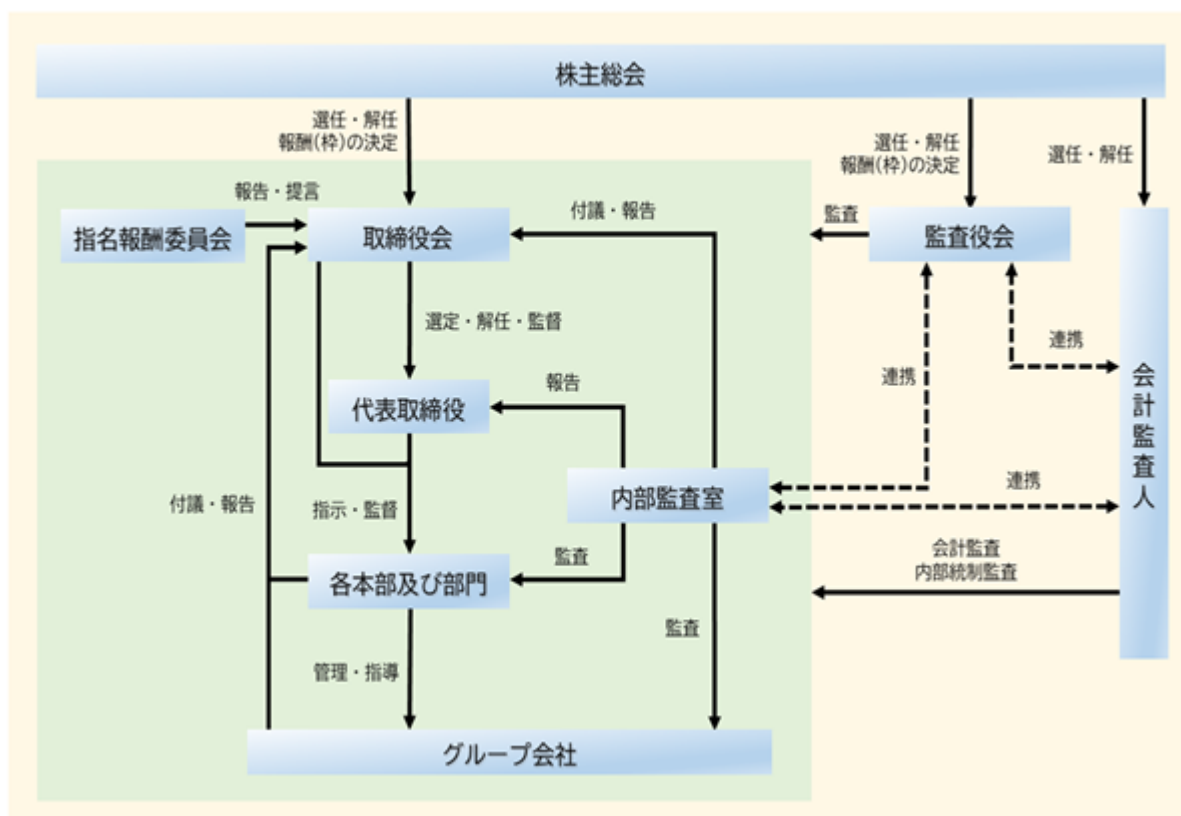 株主総会
選任・解任
報酬(枠)の決定
選任・解任
報酬(枠)の決定
選任・解任
報告・提言
指名報酬委員会
取締役会
付議・報告
監査
監査役会
選定・解任・監督
連携
連携
会計監査人
代表取締役
報告
付議・報告
指示・監督
内部監査室
連携
各本部及び部門
監査
会計監査
内部統制監査
監査
管理・指導
グループ会社